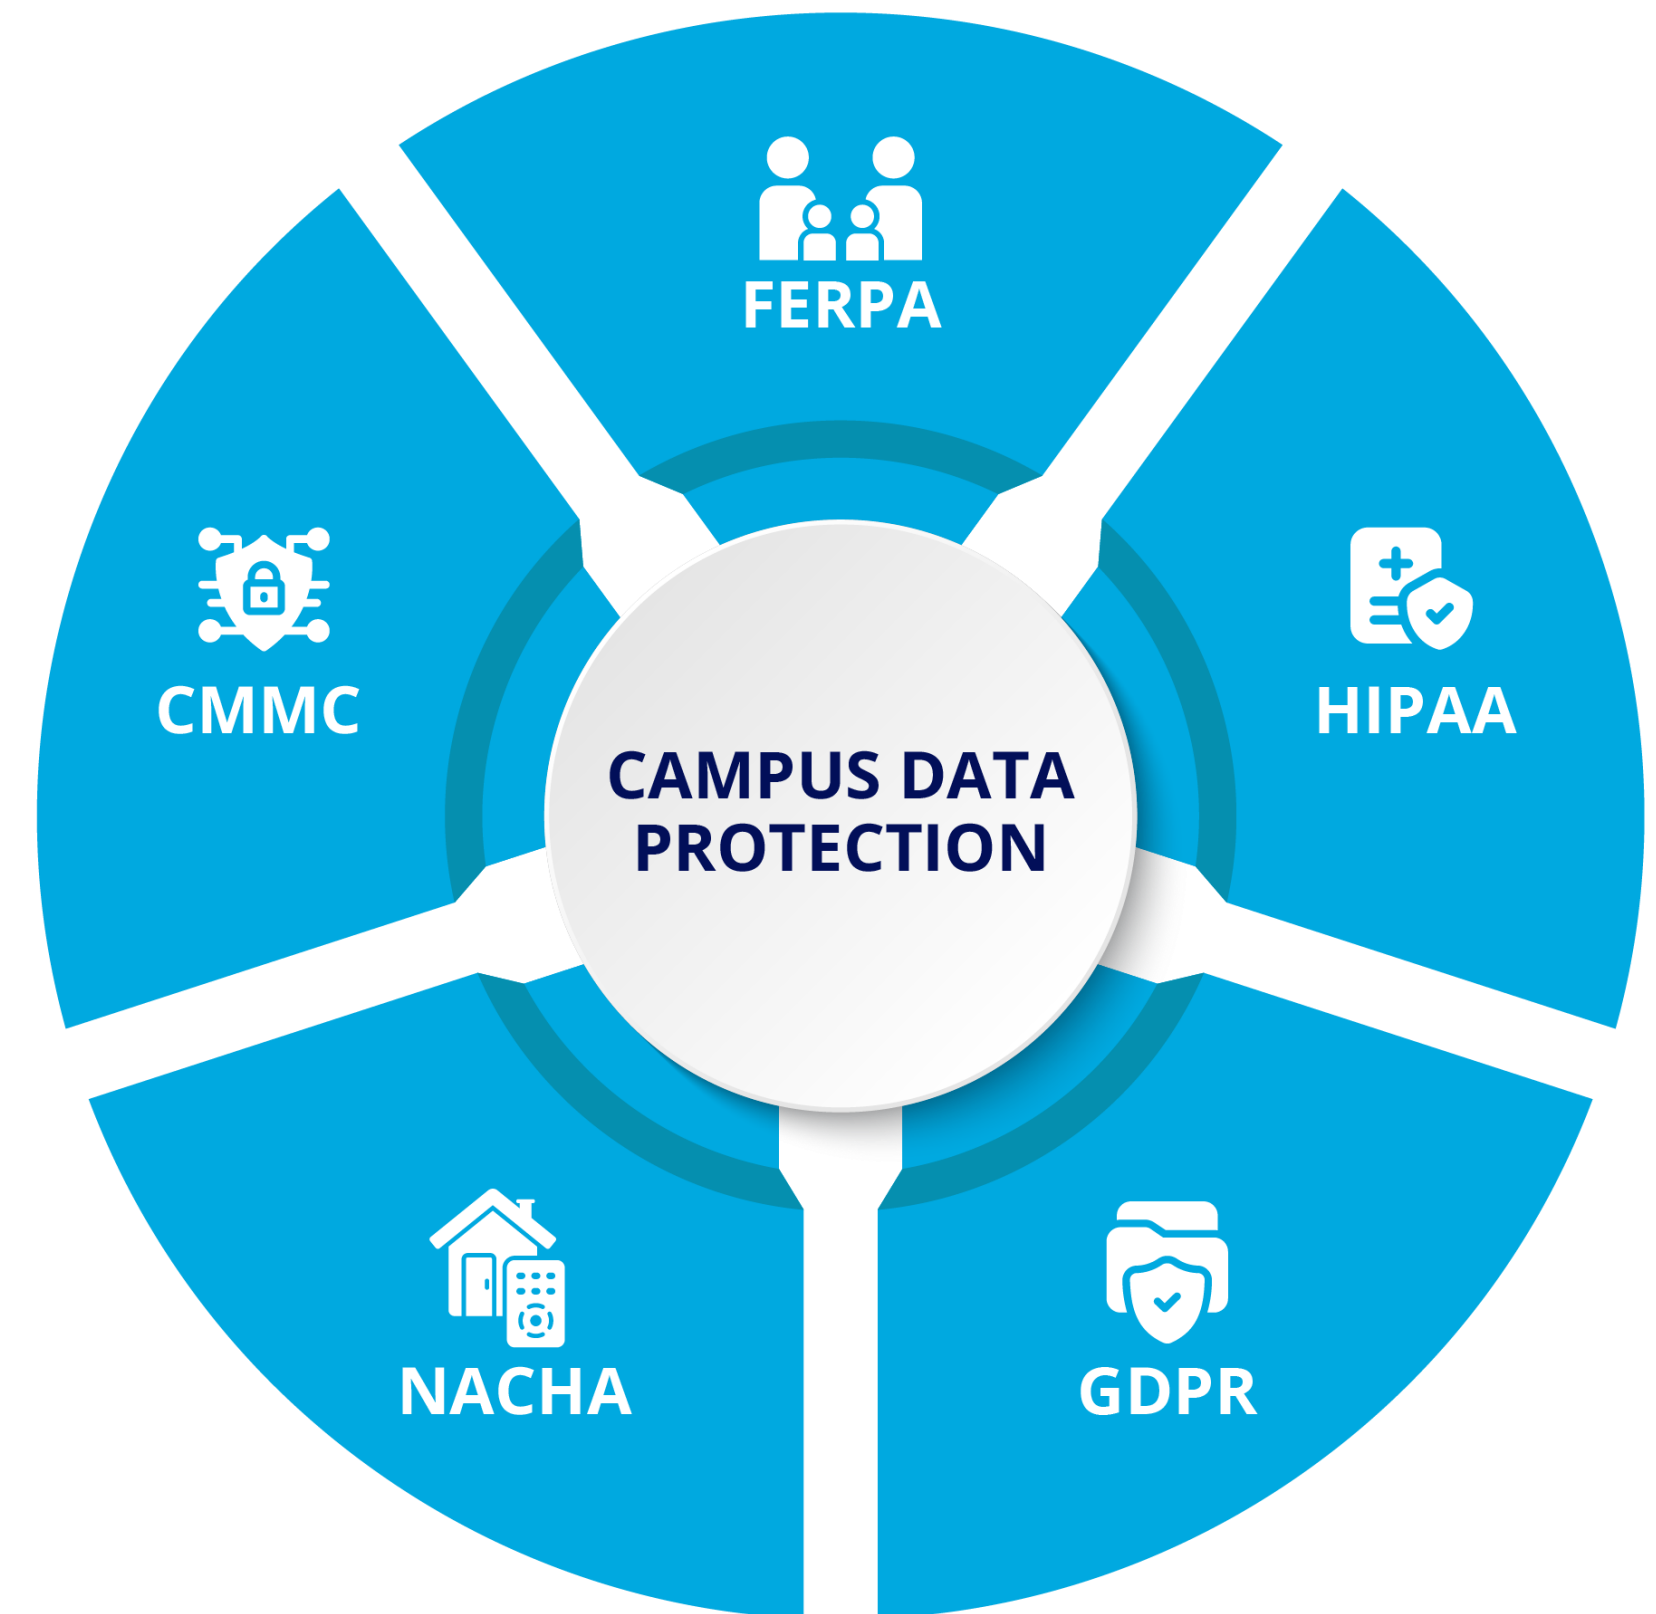 FERPA
CMMC
HIPAA
CAMPUS DATA
PROTECTION
NACHA
GDPR